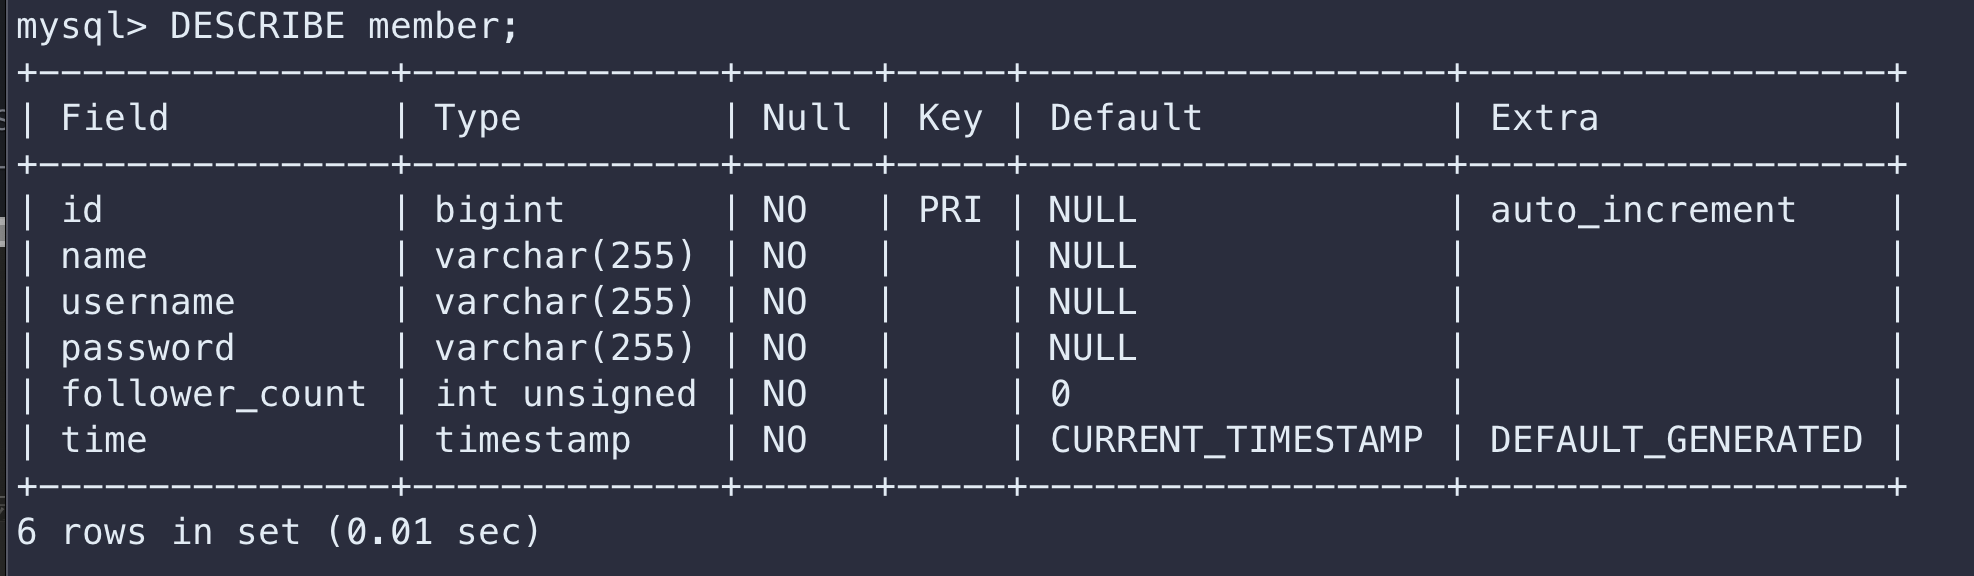 mysql> DESCRIBE member;
+----------------+--------------+------+-----+-------------------+-------------------+
| Field          | Type         | Null | Key | Default           | Extra             |
+----------------+--------------+------+-----+-------------------+-------------------+
| id             | bigint       | NO   | PRI | NULL              | auto_increment    |
| name           | varchar(255) | NO   |     | NULL              |                   |
| username       | varchar(255) | NO   |     | NULL              |                   |
| password       | varchar(255) | NO   |     | NULL              |                   |
| follower_count | int unsigned | NO   |     | 0                 |                   |
| time           | timestamp    | NO   |     | CURRENT_TIMESTAMP | DEFAULT_GENERATED |
+----------------+--------------+------+-----+-------------------+-------------------+
6 rows in set (0.01 sec)